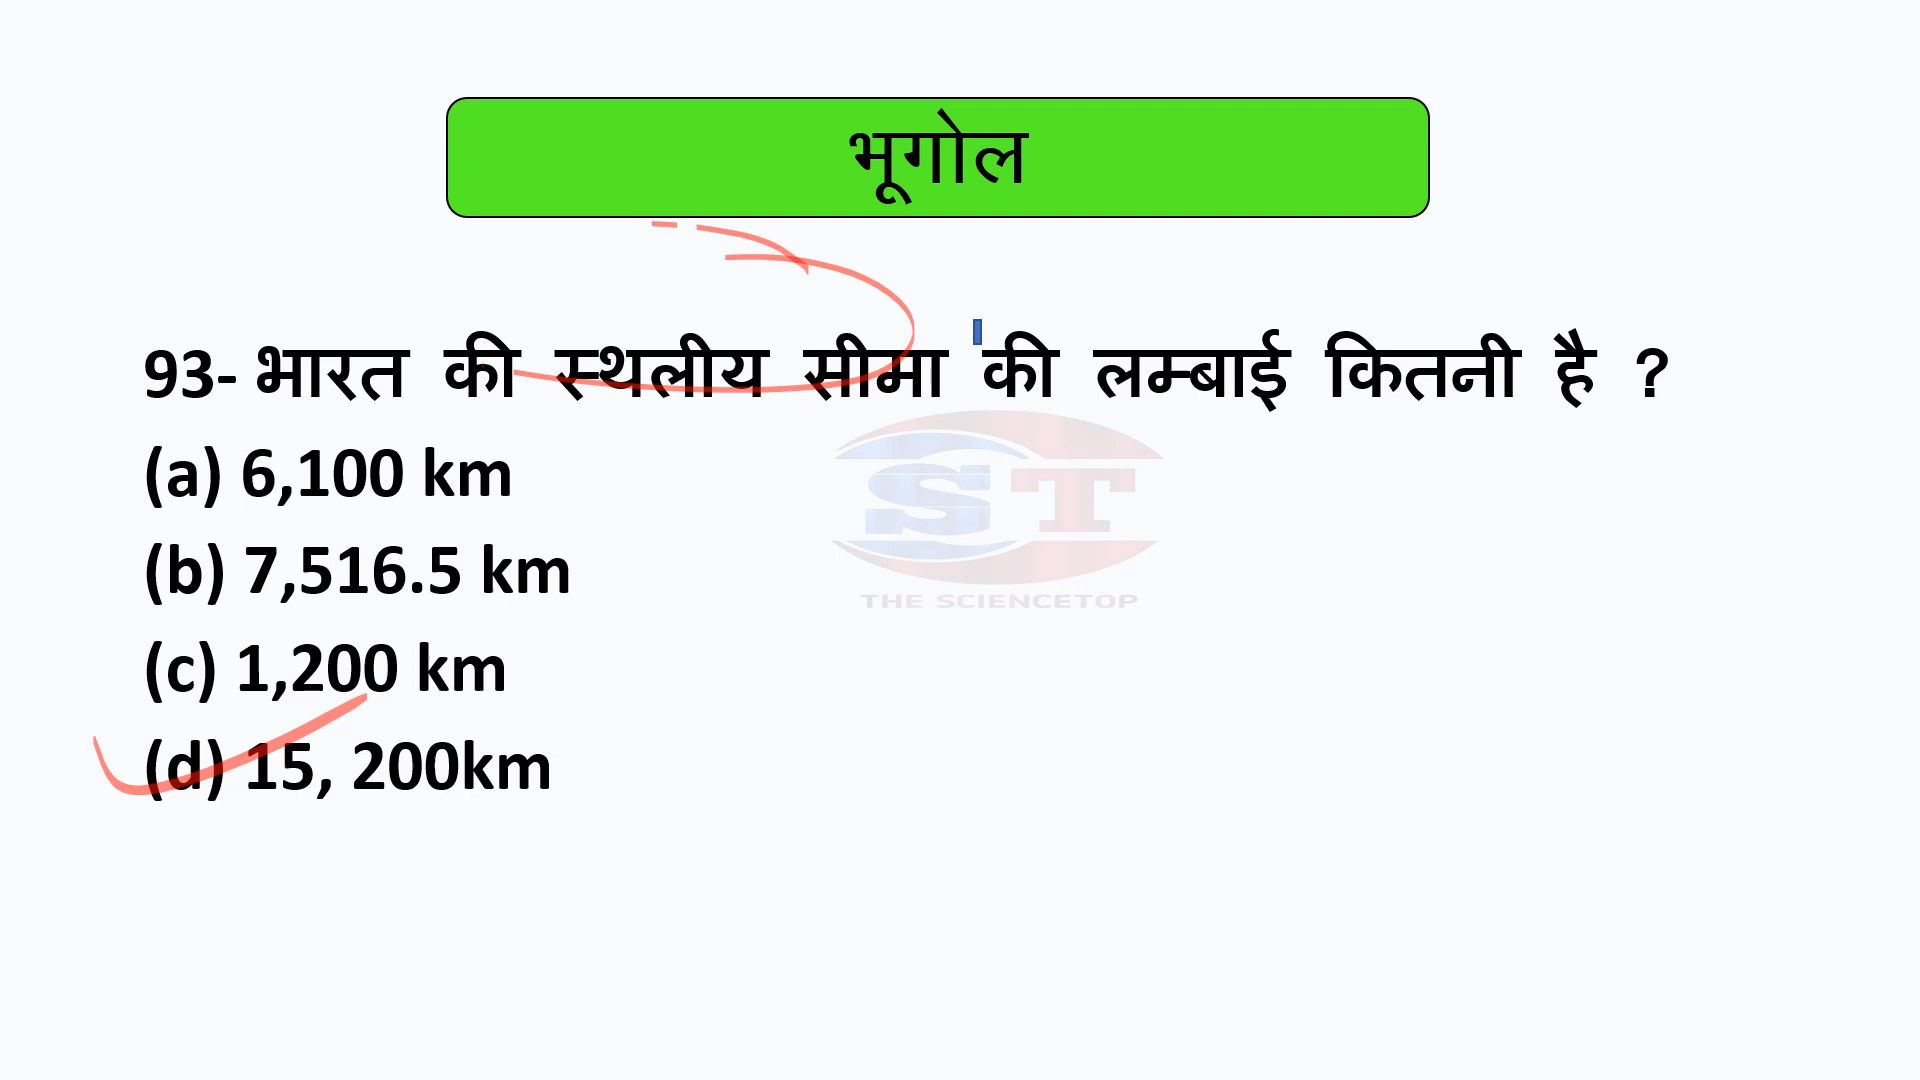 भूगोल
93- भारत की स्थलीय सीमा की लम्बाई कितनी है ?
(a) 6,100 km
(b) 7,516.5 km
ST
THE SCIENCETOP
(c) 1,200 km
(d) 15, 200km